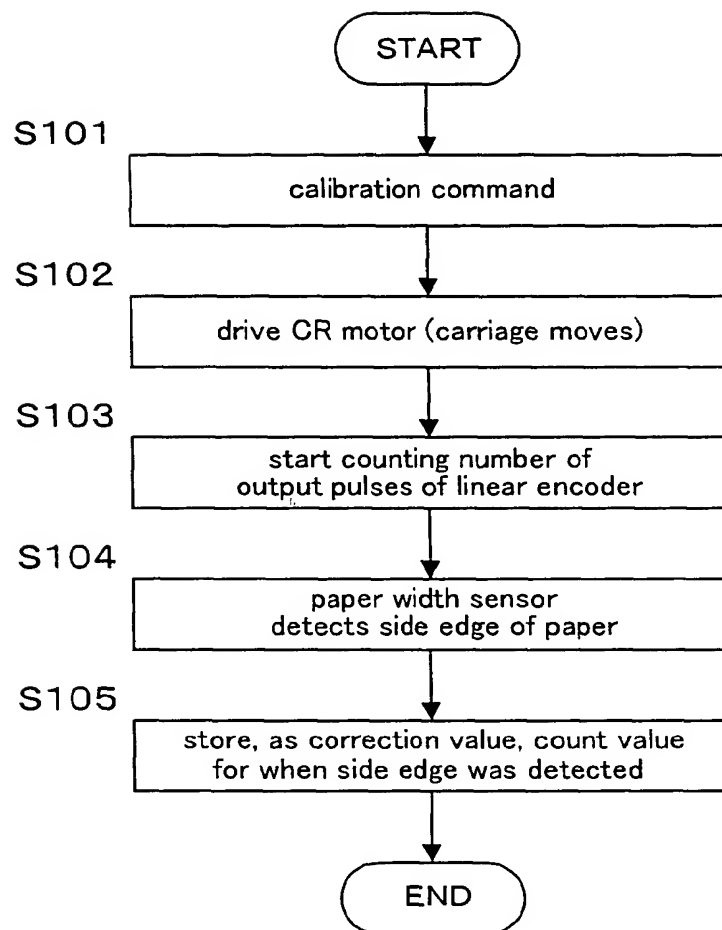 START
S101
calibration command
S102
drive CR motor (carriage moves)
S103
start counting number of
output pulses of linear encoder
S104
paper width sensor
detects side edge of paper
S105
store, as correction value, count value
for when side edge was detected
END